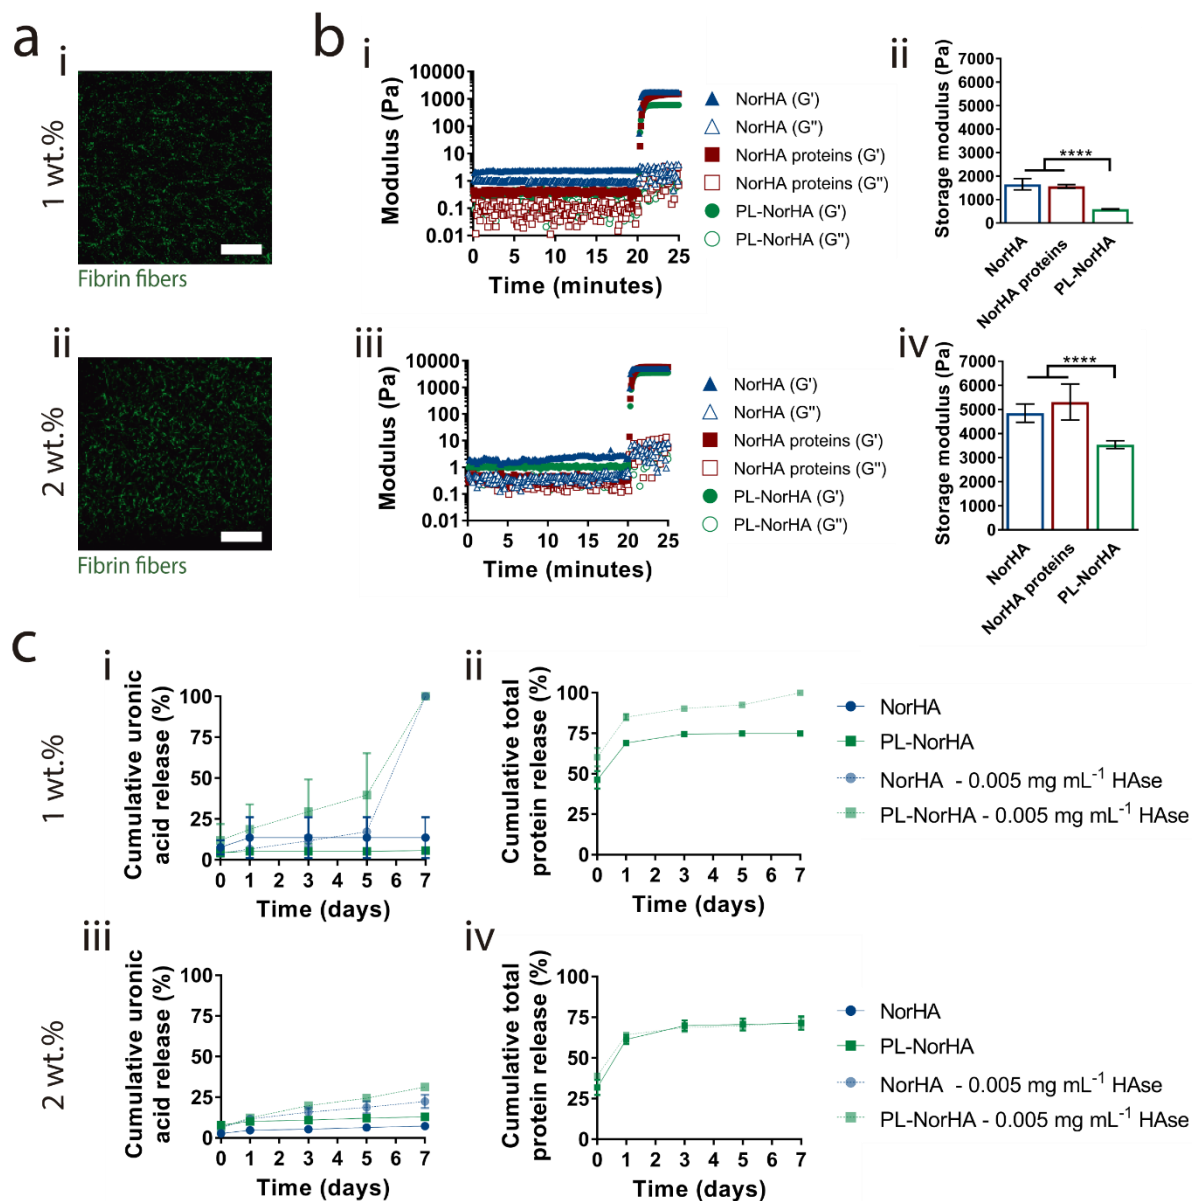 a
b
i
1 wt.%
Fibrin fibers
ii
2 wt.%
Fibrin fibers
i
Modulus (Pa)
10000
1000
100
10
1
0.1
0.01
0 5 10 15 20 25
Time (minutes)
NorHA (G')
NorHA (G'')
NorHA proteins (G')
NorHA proteins (G'')
PL-NorHA (G')
PL-NorHA (G'')
ii
Storage modulus (Pa)
7000
6000
5000
4000
3000
2000
1000
0
****
NorHA
NorHA proteins
PL-NorHA
iii
Modulus (Pa)
10000
1000
100
10
1
0.1
0.01
0 5 10 15 20 25
Time (minutes)
NorHA (G')
NorHA (G'')
NorHA proteins (G')
NorHA proteins (G'')
PL-NorHA (G')
PL-NorHA (G'')
iv
Storage modulus (Pa)
7000
6000
5000
4000
3000
2000
1000
0
****
NorHA
NorHA proteins
PL-NorHA
c
1 wt.%
i
Cumulative uronic
acid release (%)
100
75
50
25
0
0 1 2 3 4 5 6 7
Time (days)
ii
Cumulative total
protein release (%)
100
75
50
25
0
0 1 2 3 4 5 6 7
Time (days)
NorHA
PL-NorHA
NorHA - 0.005 mg mL⁻¹ HAse
PL-NorHA - 0.005 mg mL⁻¹ HAse
2 wt.%
iii
Cumulative uronic
acid release (%)
100
75
50
25
0
0 1 2 3 4 5 6 7
Time (days)
iv
Cumulative total
protein release (%)
100
75
50
25
0
0 1 2 3 4 5 6 7
Time (days)
NorHA
PL-NorHA
NorHA - 0.005 mg mL⁻¹ HAse
PL-NorHA - 0.005 mg mL⁻¹ HAse